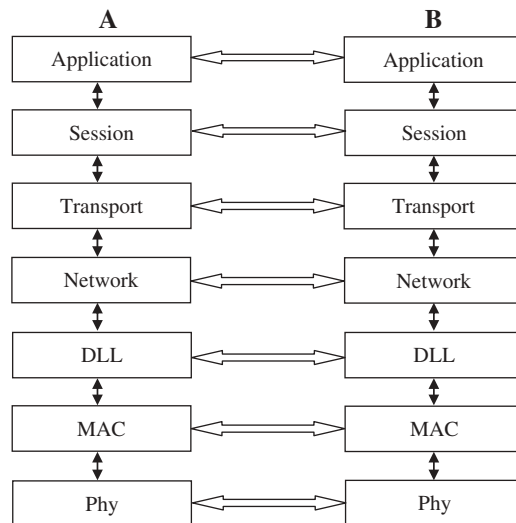 A B
Application Application
Session Session
Transport Transport
Network Network
DLL DLL
MAC MAC
Phy Phy